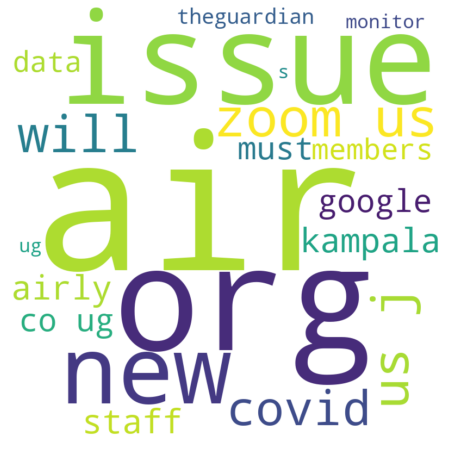 theguardian
monitor
issue
data
s
zoom us
will
must
members
air
google
kampala
ug
airly
org
us j
co ug
new
covid
staff